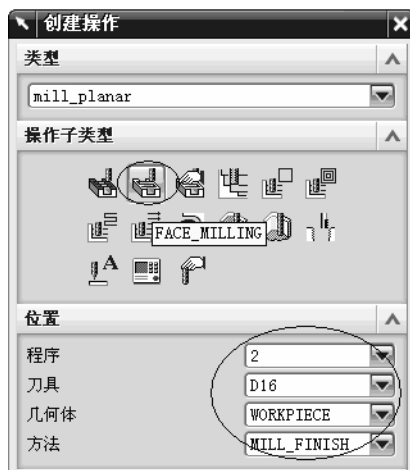 创建操作
类型
mill_planar
操作子类型
FACE_MILLING
A
位置
程序 2
刀具 D16
几何体 WORKPIECE
方法 MILL_FINISH